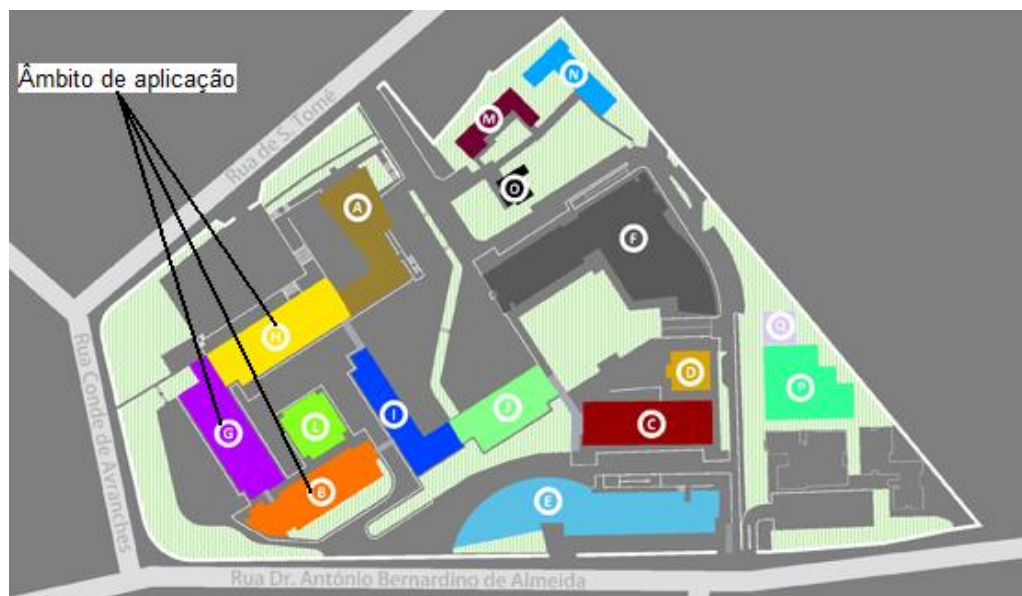 Âmbito de aplicação
Rua de S. Tomé
N
M
O
A
F
H
Q
D
P
I
J
L
C
G
B
E
Rua Conde de Avranches
Rua Dr. António Bernardino de Almeida